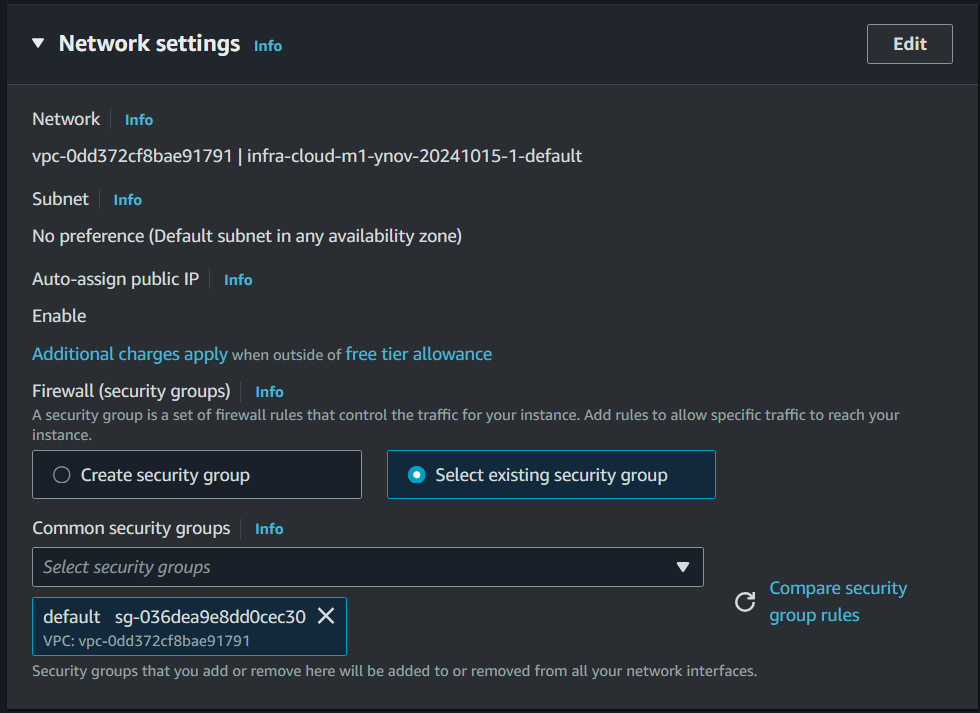 Network settings Info
Edit
Network Info
vpc-0dd372cf8bae91791 | infra-cloud-m1-ynov-20241015-1-default
Subnet Info
No preference (Default subnet in any availability zone)
Auto-assign public IP Info
Enable
Additional charges apply when outside of free tier allowance
Firewall (security groups) Info
A security group is a set of firewall rules that control the traffic for your instance. Add rules to allow specific traffic to reach your
instance.
Create security group
Select existing security group
Common security groups Info
Select security groups
default sg-036dea9e8dd0cec30
VPC: vpc-0dd372cf8bae91791
Compare security
group rules
Security groups that you add or remove here will be added to or removed from all your network interfaces.